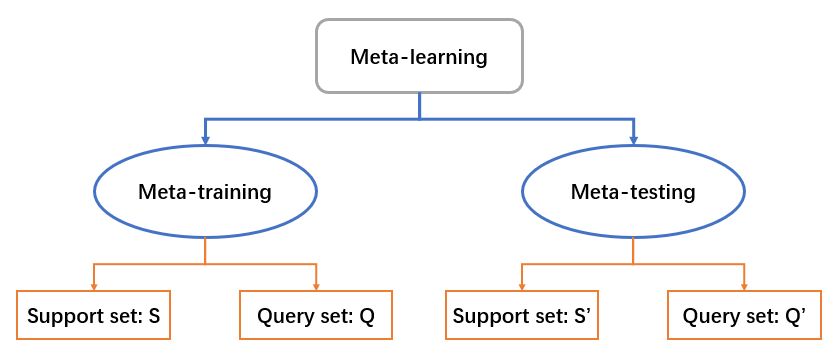 Meta-learning
Meta-training
Meta-testing
Support set: S
Query set: Q
Support set: S’
Query set: Q’